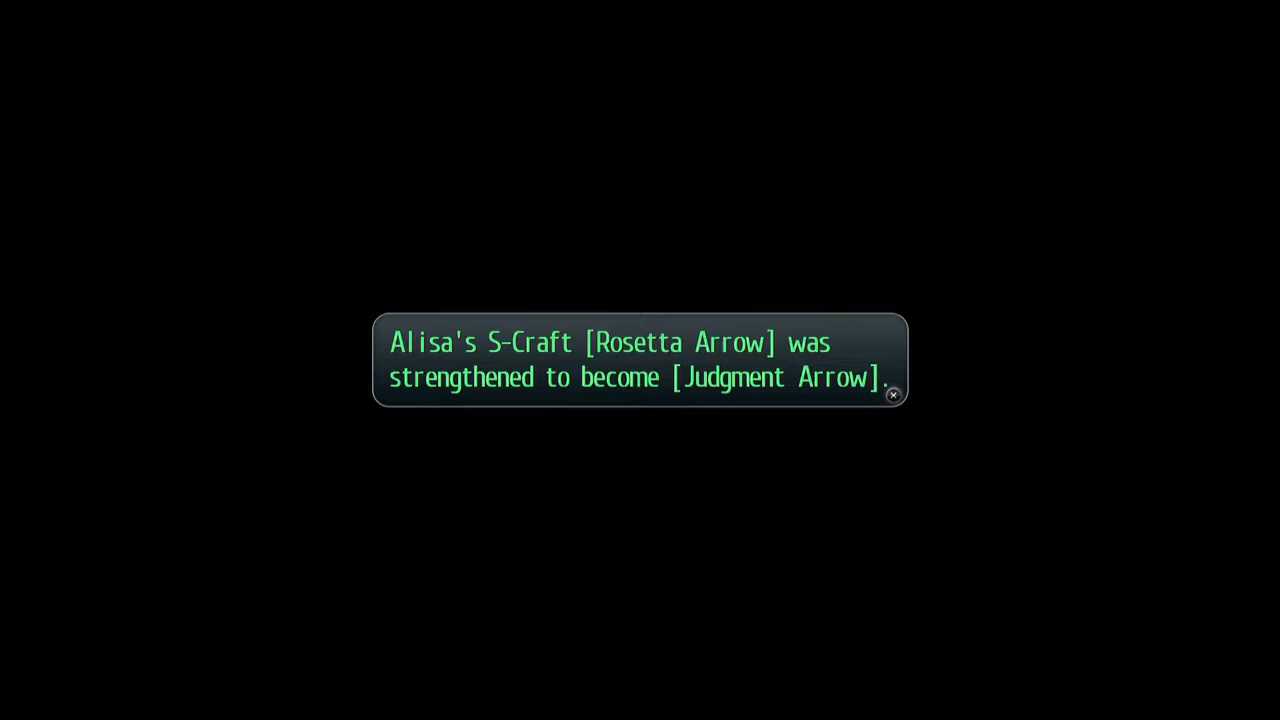 Alisa's S-Craft [Rosetta Arrow] was
strengthened to become [Judgment Arrow].